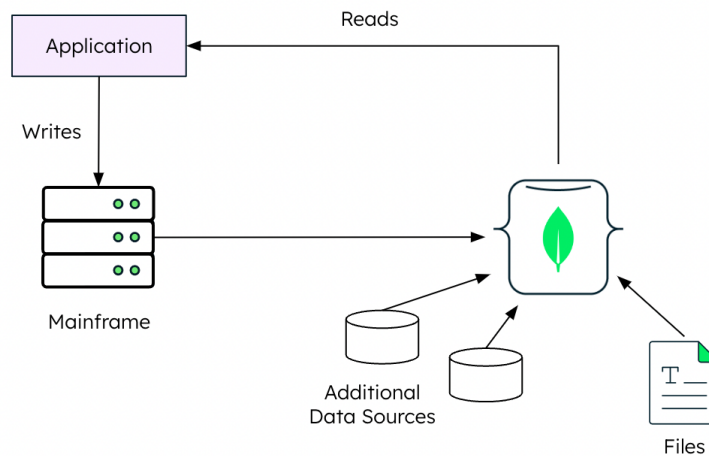 Reads
Application
Writes
Mainframe
Additional
Data Sources
T
Files